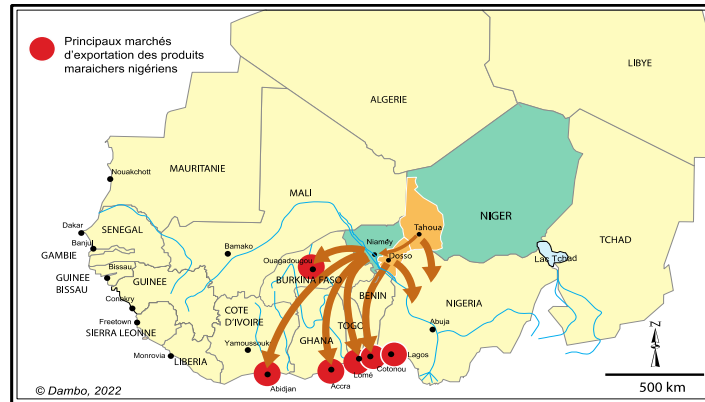 Principaux marchés
d'exportation des produits
maraichers nigériens
LIBYE
ALGERIE
MAURITANIE
Nouakchott
MALI
NIGER
Tahoua
TCHAD
Dakar
SENEGAL
Banjul
GAMBIE
Bamako
Niamey
Dosso
Lac Tchad
Ouagadougou
BURKINA FASO
Bissau
GUINEE
BISSAU
GUINEE
BENIN
NIGERIA
Conakry
COTE
D'IVOIRE
GHANA
TOGO
Abuja
Freetown
SIERRA LEONNE
Yamoussouk
Monrovia
LIBERIA
Lagos
Cotonou
Lomé
Accra
Abidjan
N
500 km
© Dambo, 2022